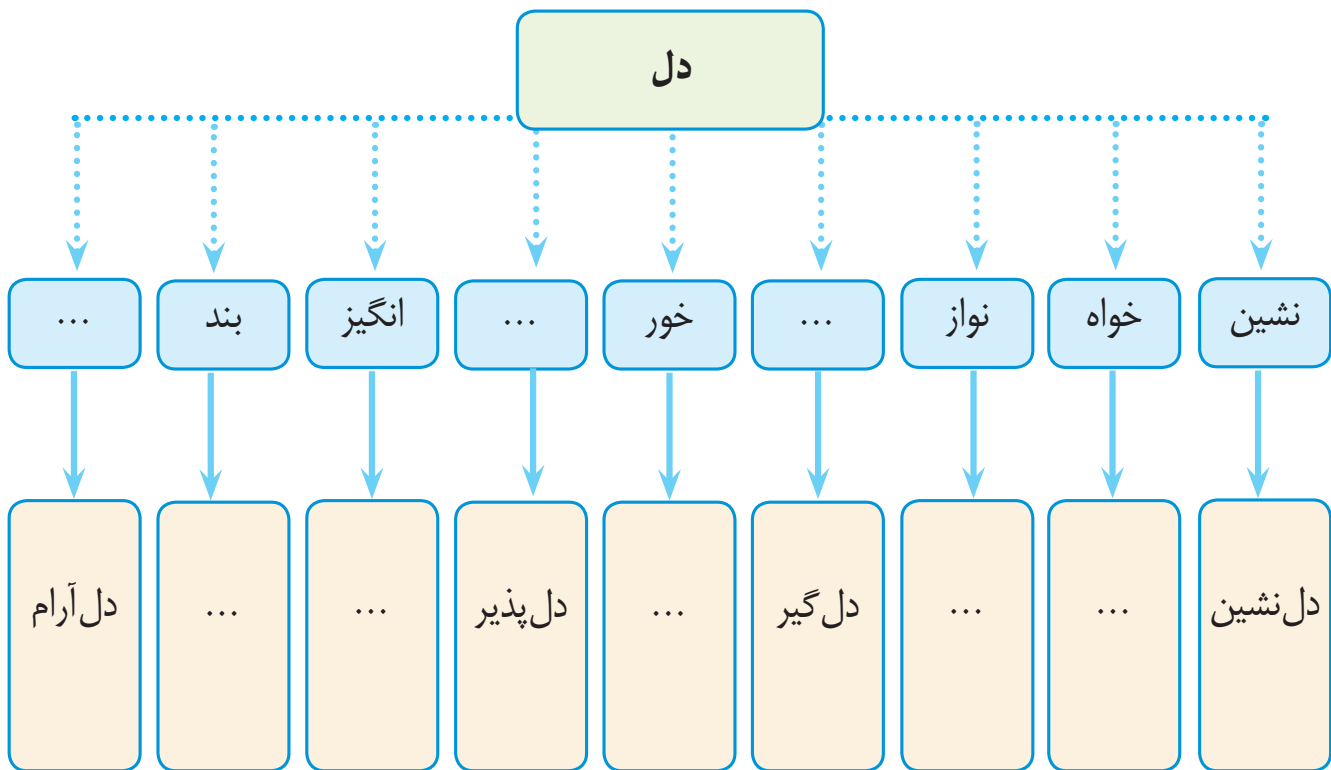 دل
نشین خواه نواز ... خور ... انگیز بند ...
دل‌نشین ... ... دل‌گیر ... دل‌پذیر ... ... دل‌آرام